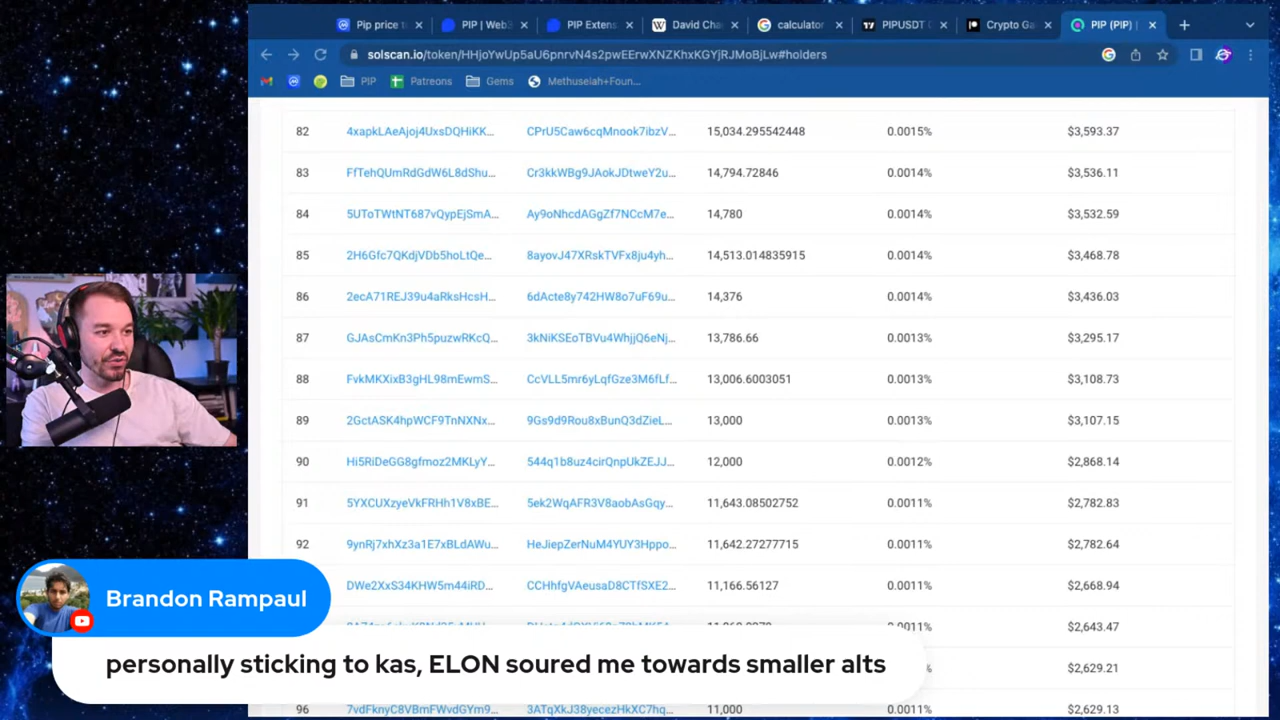 Pip price t
PIP | Web3
PIP Extens
David Cha
calculator
PIPUSDT
Crypto Ga
PIP (PIP) |
solscan.io/token/HHjoYwUp5aU6pnrvN4s2pwEErwXNZKhxKGYjRJMoBjLw#holders
PIP
Patreons
Gems
Methuselah+Foun...
82 4xapkLAeAjoj4UxsDQHiKK... CPrU5Caw6cqMnook7ibzV... 15,034.295542448 0.0015% $3,593.37
83 FfTehQUmRdGdW6L8dShu... Cr3kkWBg9JAokJDtweY2u... 14,794.72846 0.0014% $3,536.11
84 5UToTWtNT687vQypEjSmA... Ay9oNhcdAGgZf7NCcM7e... 14,780 0.0014% $3,532.59
85 2H6Gfc7QKdjVDb5hoLtQe... 8ayovJ47XRskTVFx8ju4yh... 14,513.014835915 0.0014% $3,468.78
86 2ecA71REJ39u4aRksHcsH... 6dActe8y742HW8o7uF69u... 14,376 0.0014% $3,436.03
87 GJAsCmKn3Ph5puzwRKcQ... 3kNiKSEoTBVu4WhjjQ6eNj... 13,786.66 0.0013% $3,295.17
88 FvkMKXixB3gHL98mEwmS... CcVLL5mr6yLqfGze3M6fLf... 13,006.6003051 0.0013% $3,108.73
89 2GctASK4hpWCF9TnNXNx... 9Gs9d9Rou8xBunQ3dZieL... 13,000 0.0013% $3,107.15
90 Hi5RiDeGG8gfmoz2MKLyY... 544q1b8uz4cirQnpUkZEJJ... 12,000 0.0012% $2,868.14
91 5YXCUXzyeVkFRHh1V8xBE... 5ek2WqAFR3V8aobAsGqy... 11,643.08502752 0.0011% $2,782.83
92 9ynRj7xhXz3a1E7xBLdAWu... HeJiepZerNuM4YUY3Hppo... 11,642.27277715 0.0011% $2,782.64
DWe2XxS34KHW5m44iRD... CCHhfgVAeusaD8CTfSXE2... 11,166.56127 0.0011% $2,668.94
$2,643.47
$2,629.21
96 7vdFknyC8VBmFWvdGYm9... 3ATqXkJ38yecezHkXC7hq... 11,000 0.0011% $2,629.13
Brandon Rampaul
personally sticking to kas, ELON soured me towards smaller alts